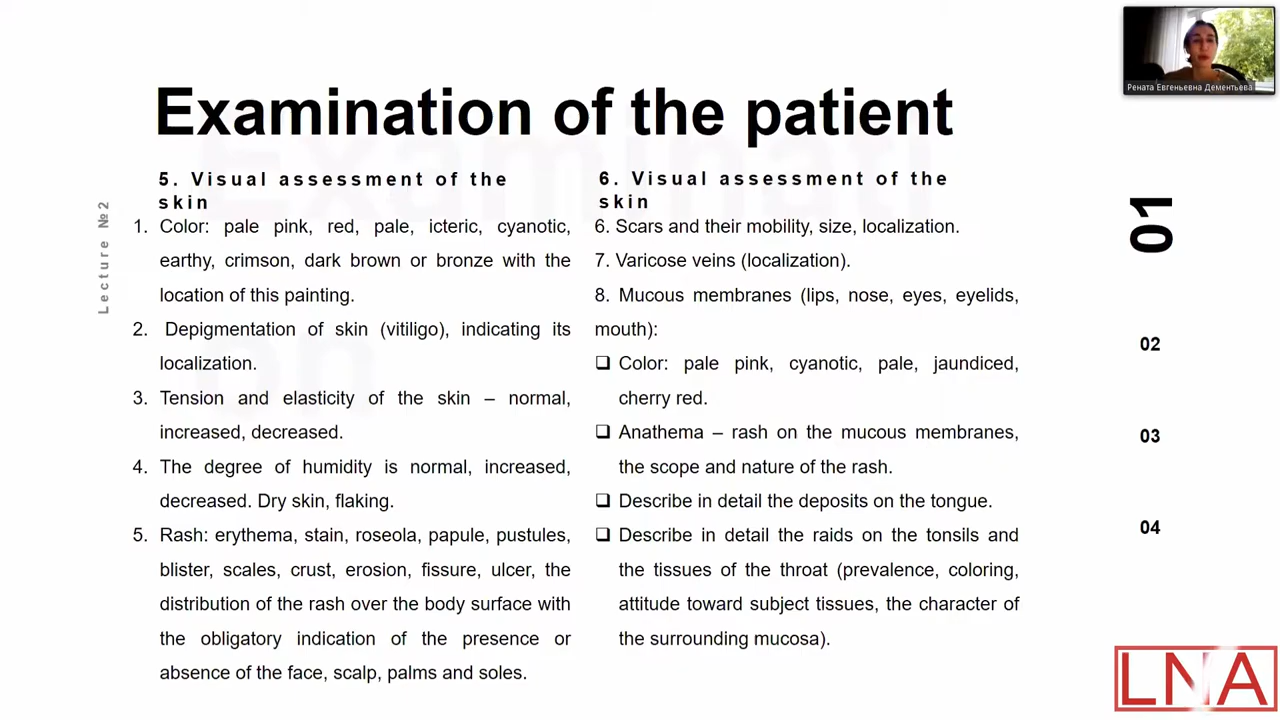 Рената Евгеньевна Дементьева
Examination of the patient
Lecture №2
5. Visual assessment of the
skin
1. Color: pale pink, red, pale, icteric, cyanotic,
earthy, crimson, dark brown or bronze with the
location of this painting.
2. Depigmentation of skin (vitiligo), indicating its
localization.
3. Tension and elasticity of the skin – normal,
increased, decreased.
4. The degree of humidity is normal, increased,
decreased. Dry skin, flaking.
5. Rash: erythema, stain, roseola, papule, pustules,
blister, scales, crust, erosion, fissure, ulcer, the
distribution of the rash over the body surface with
the obligatory indication of the presence or
absence of the face, scalp, palms and soles.
6. Visual assessment of the
skin
6. Scars and their mobility, size, localization.
7. Varicose veins (localization).
8. Mucous membranes (lips, nose, eyes, eyelids,
mouth):
❑ Color: pale pink, cyanotic, pale, jaundiced,
cherry red.
❑ Anathema – rash on the mucous membranes,
the scope and nature of the rash.
❑ Describe in detail the deposits on the tongue.
❑ Describe in detail the raids on the tonsils and
the tissues of the throat (prevalence, coloring,
attitude toward subject tissues, the character of
the surrounding mucosa).
01
02
03
04
LNA